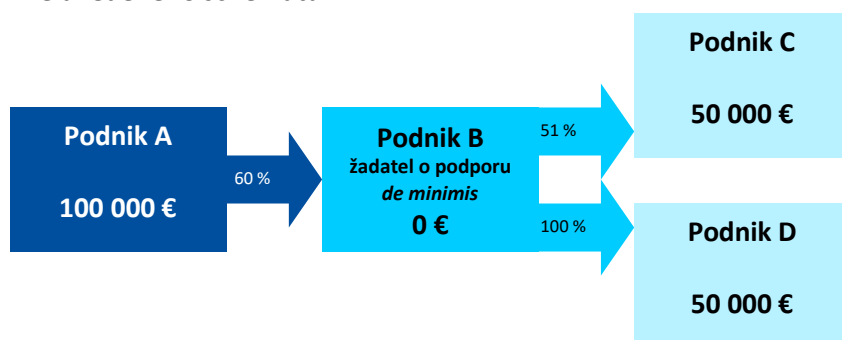 Podnik A
100 000 €
60 %
Podnik B
žadatel o podporu
de minimis
0 €
51 %
100 %
Podnik C
50 000 €
Podnik D
50 000 €